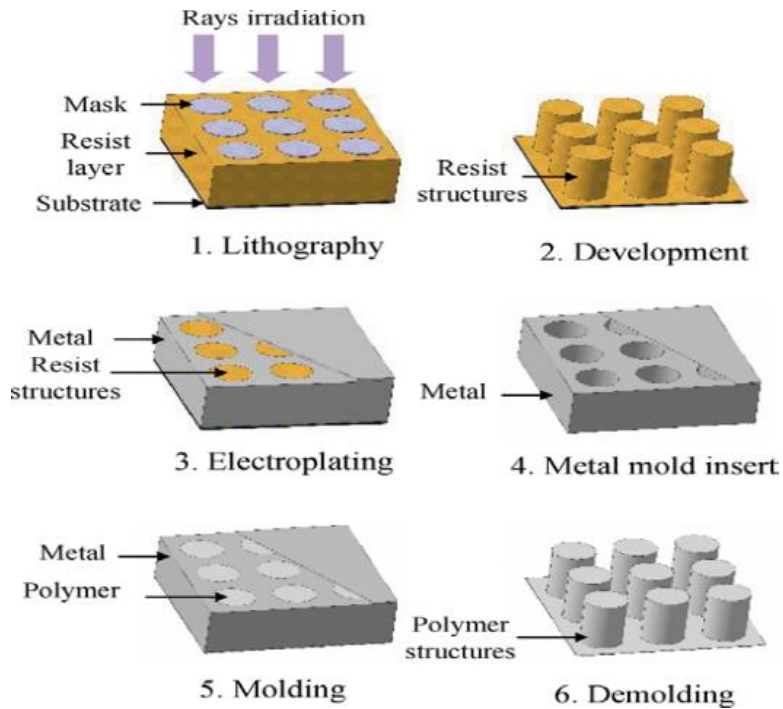 Rays irradiation
Mask
Resist
layer
Substrate
1. Lithography
Resist
structures
2. Development
Metal
Resist
structures
3. Electroplating
Metal
4. Metal mold insert
Metal
Polymer
5. Molding
Polymer
structures
6. Demolding